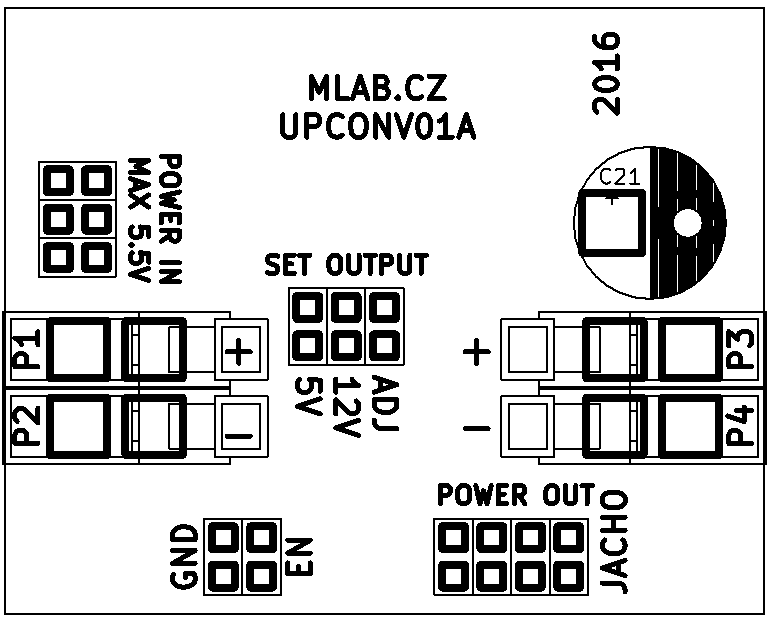 2016
MLAB.CZ
UPCONV01A
POWER IN
MAX 5.5V
C21
SET OUTPUT
P1
+
+
P3
5V
12V
ADJ
P2
-
-
P4
POWER OUT
JACHO
GND
EN